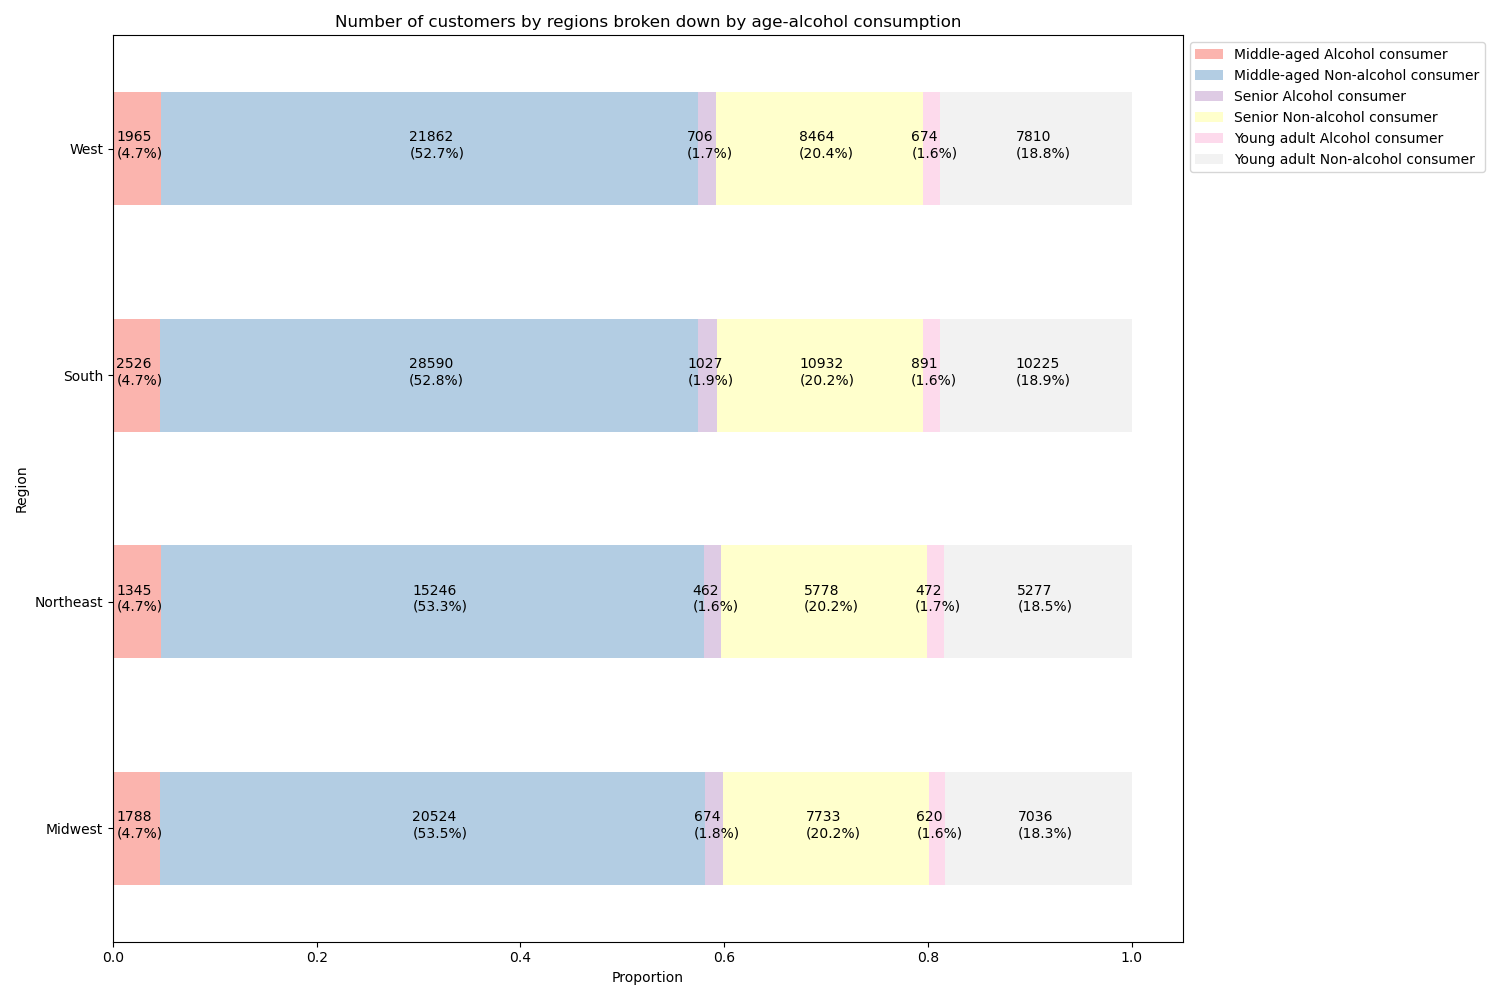 Number of customers by regions broken down by age-alcohol consumption
Middle-aged Alcohol consumer
Middle-aged Non-alcohol consumer
Senior Alcohol consumer
Senior Non-alcohol consumer
Young adult Alcohol consumer
Young adult Non-alcohol consumer
Region
West
1965 21862 706 8464 674 7810
(4.7%) (52.7%) (1.7%) (20.4%) (1.6%) (18.8%)
South
2526 28590 1027 10932 891 10225
(4.7%) (52.8%) (1.9%) (20.2%) (1.6%) (18.9%)
Northeast
1345 15246 462 5778 472 5277
(4.7%) (53.3%) (1.6%) (20.2%) (1.7%) (18.5%)
Midwest
1788 20524 674 7733 620 7036
(4.7%) (53.5%) (1.8%) (20.2%) (1.6%) (18.3%)
0.0 0.2 0.4 0.6 0.8 1.0
Proportion